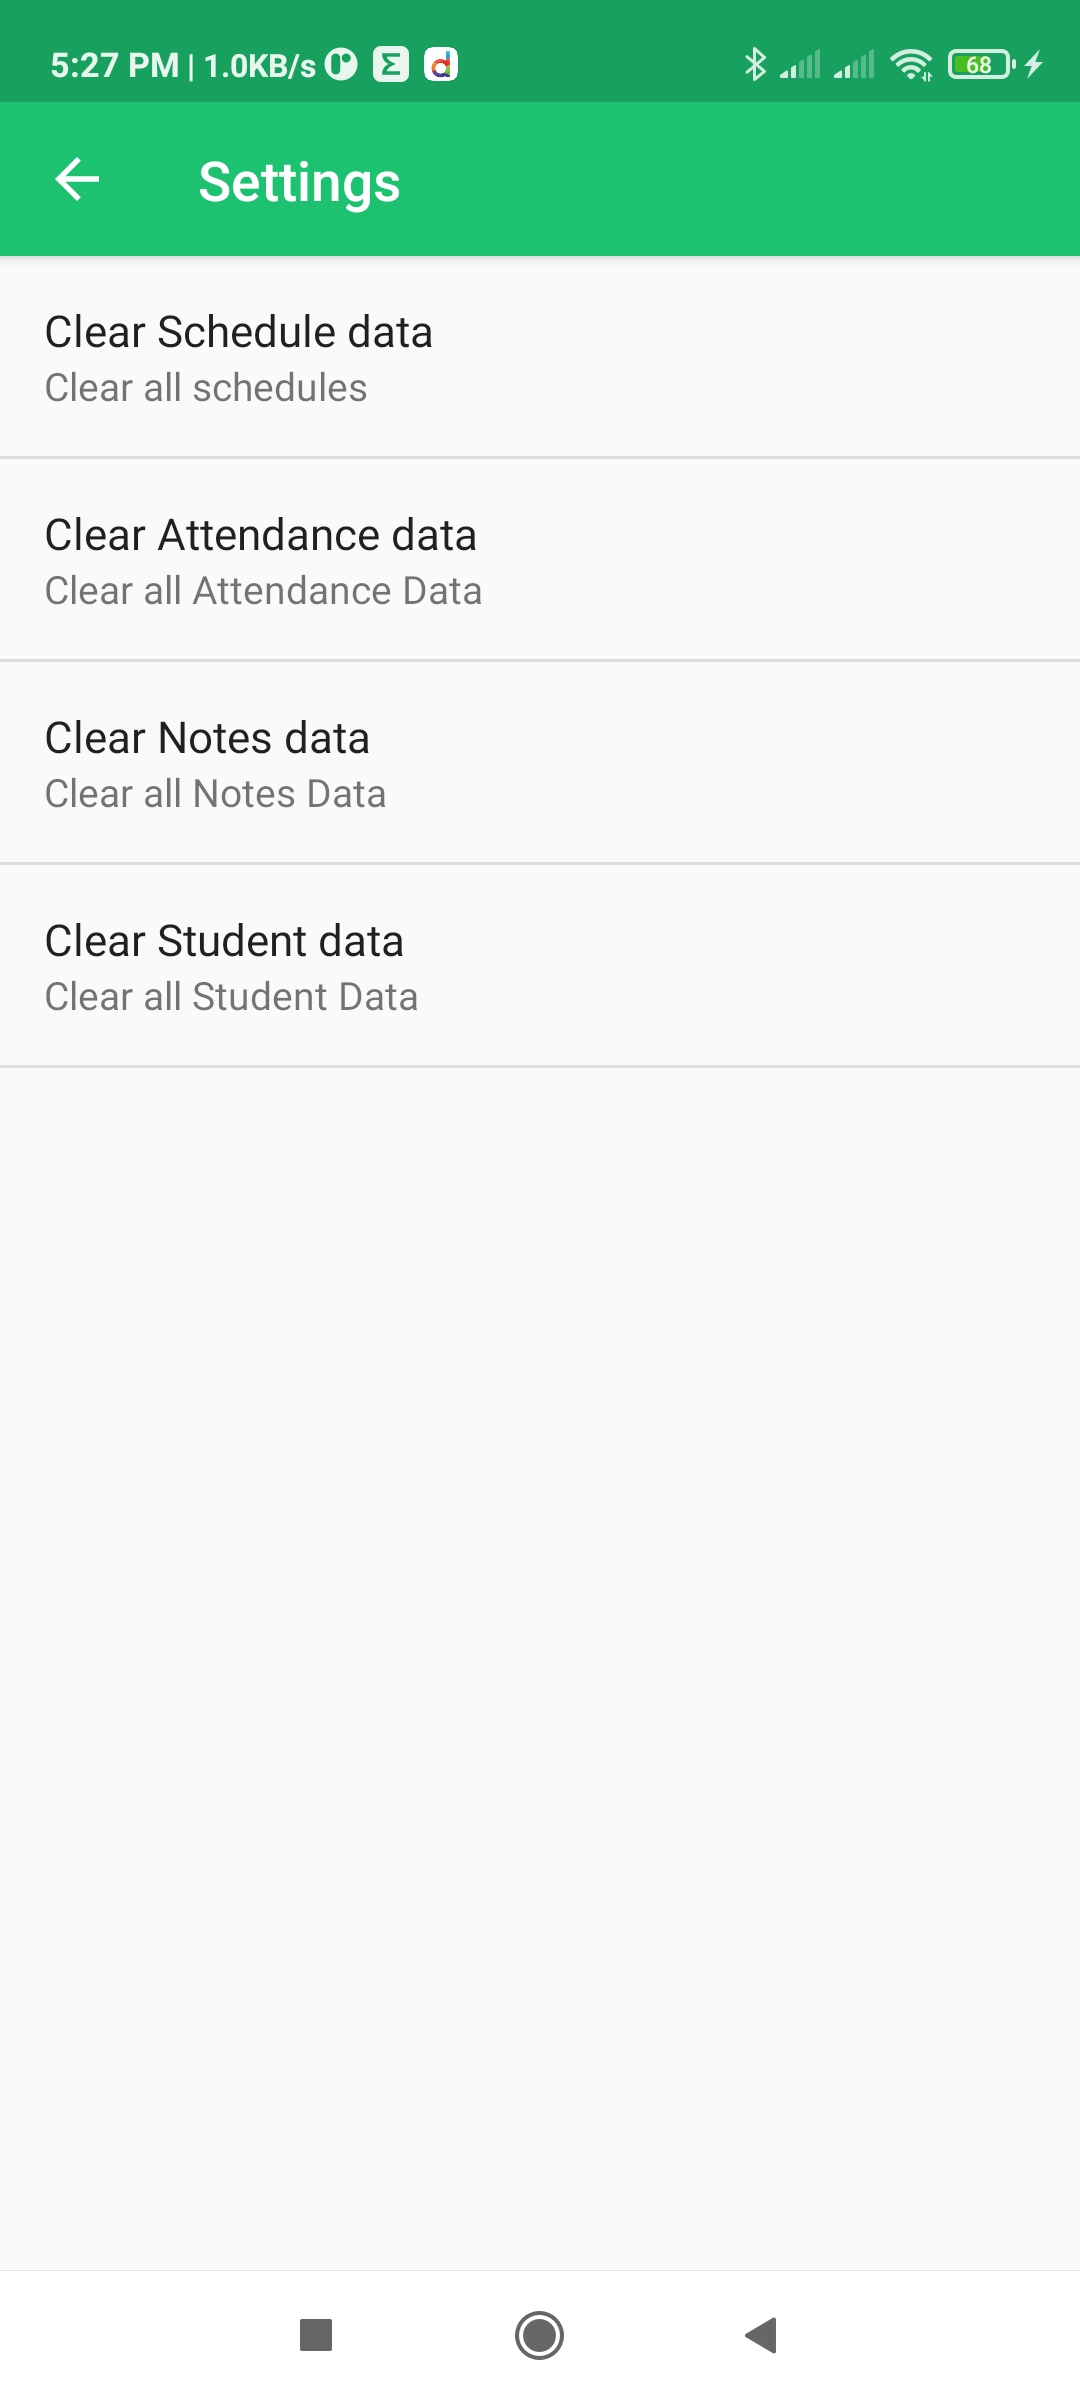 5:27 PM | 1.0KB/s
68
Settings
Clear Schedule data
Clear all schedules
Clear Attendance data
Clear all Attendance Data
Clear Notes data
Clear all Notes Data
Clear Student data
Clear all Student Data